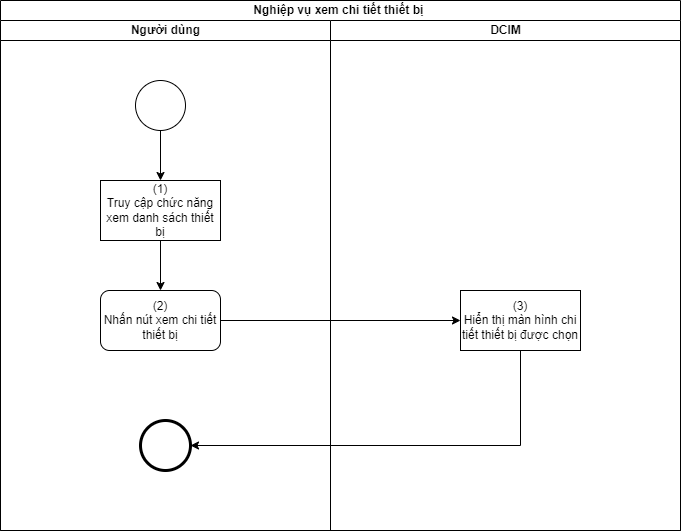 Nghiệp vụ xem chi tiết thiết bị
Người dùng
DCIM
(1)
Truy cập chức năng
xem danh sách thiết
bị
(2)
Nhấn nút xem chi tiết
thiết bị
(3)
Hiển thị màn hình chi
tiết thiết bị được chọn